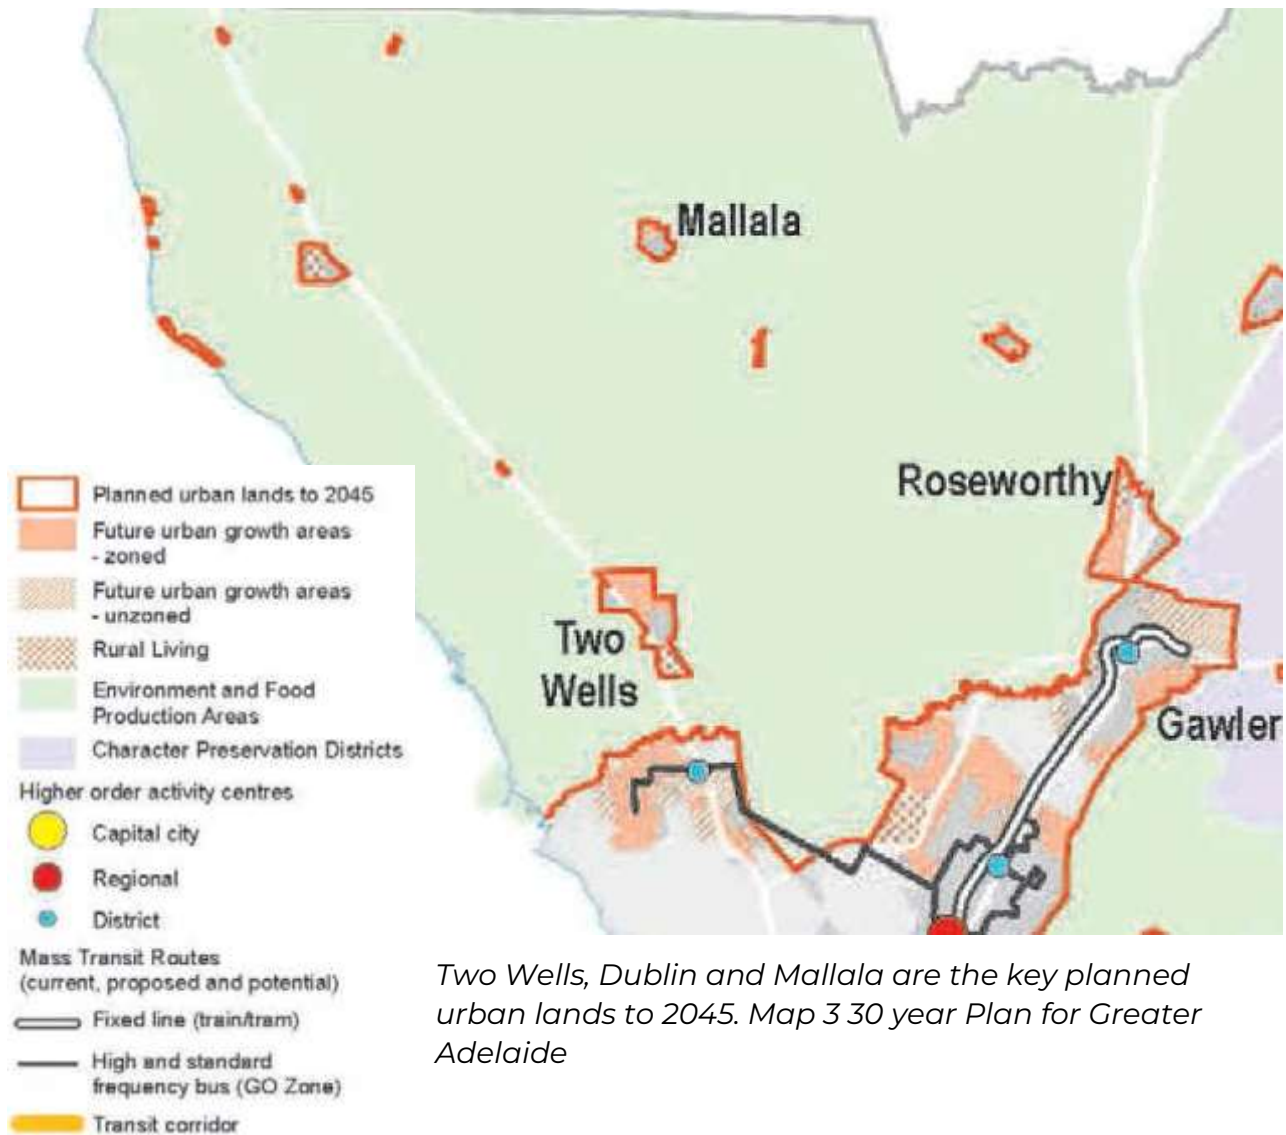 Mallala
Roseworthy
Two
Wells
Gawler
Planned urban lands to 2045
Future urban growth areas
- zoned
Future urban growth areas
- unzoned
Rural Living
Environment and Food
Production Areas
Character Preservation Districts
Higher order activity centres
Capital city
Regional
District
Mass Transit Routes
(current, proposed and potential)
Fixed line (train/tram)
High and standard
frequency bus (GO Zone)
Transit corridor
Two Wells, Dublin and Mallala are the key planned
urban lands to 2045. Map 3 30 year Plan for Greater
Adelaide